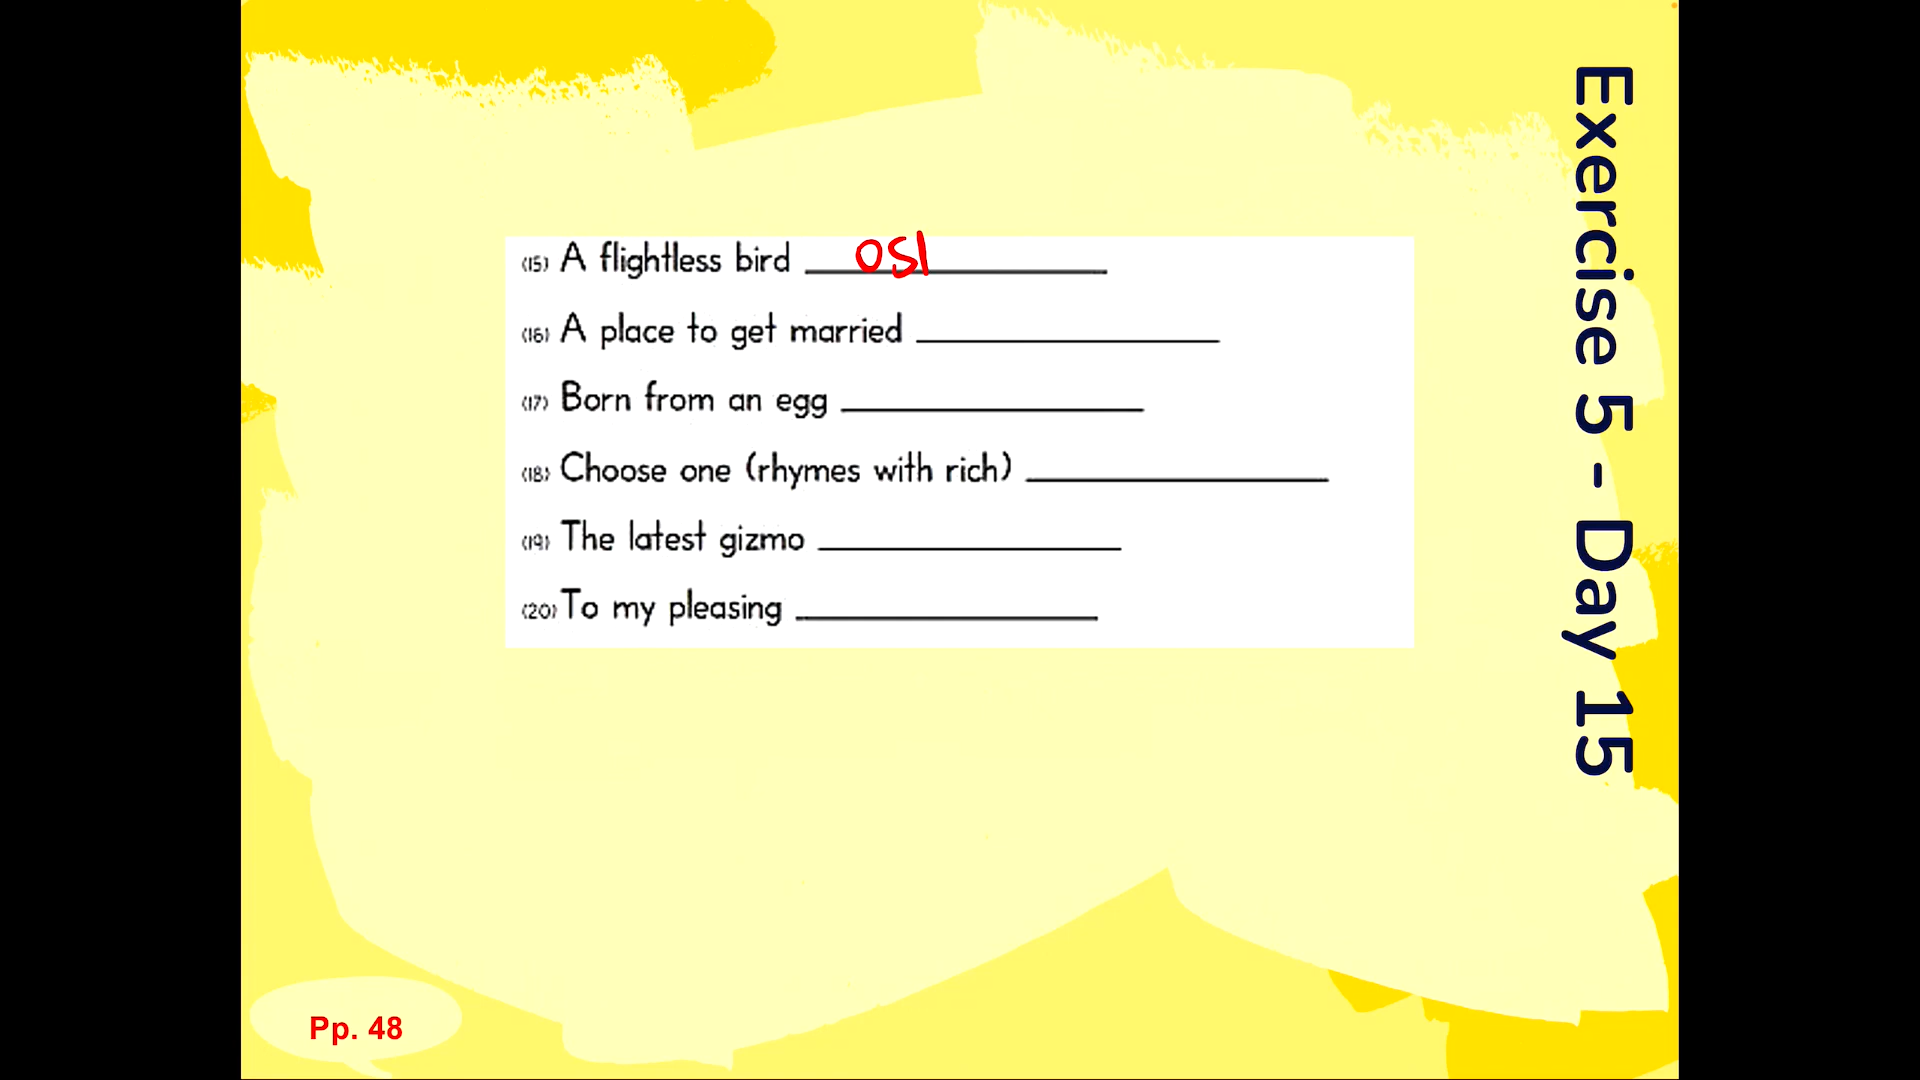 Exercise 5 - Day 15
(15) A flightless bird osl
(16) A place to get married
(17) Born from an egg
(18) Choose one (rhymes with rich)
(19) The latest gizmo
(20) To my pleasing
Pp. 48